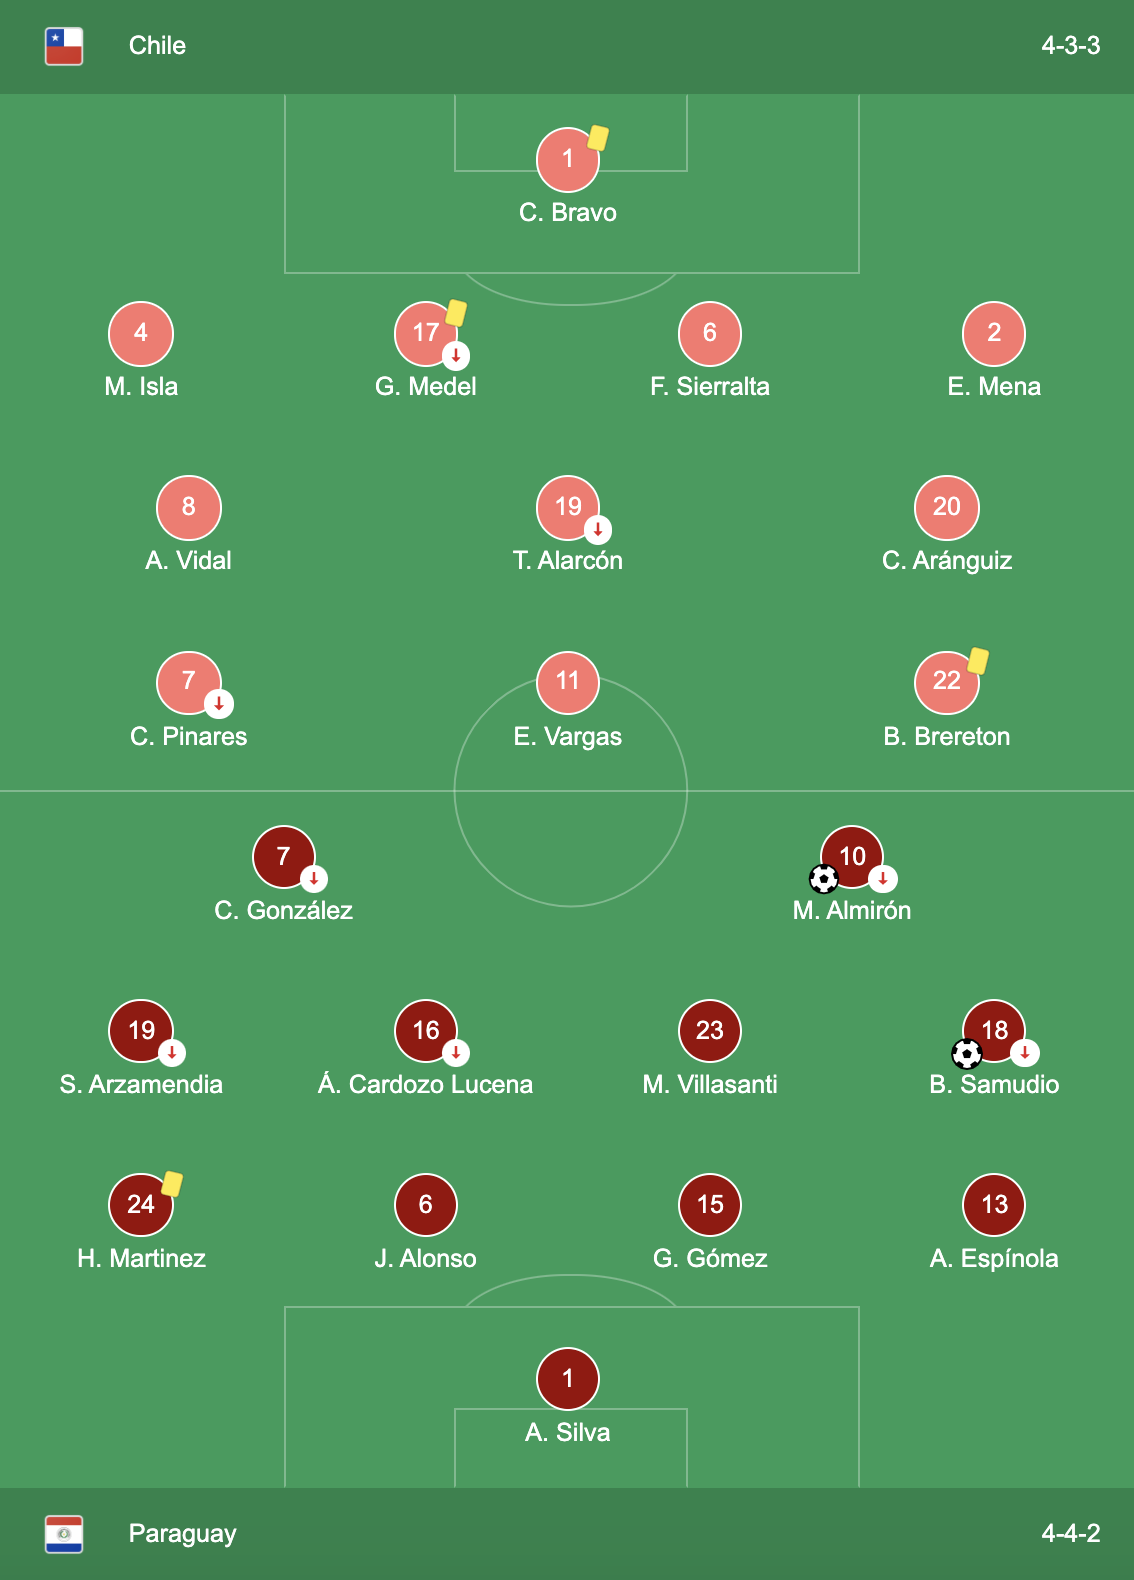 Chile 4-3-3
1
C. Bravo
4 17 6 2
M. Isla G. Medel F. Sierralta E. Mena
8 19 20
A. Vidal T. Alarcón C. Aránguiz
7 11 22
C. Pinares E. Vargas B. Brereton
7 10
C. González M. Almirón
19 16 23 18
S. Arzamendia Á. Cardozo Lucena M. Villasanti B. Samudio
24 6 15 13
H. Martinez J. Alonso G. Gómez A. Espínola
1
A. Silva
Paraguay 4-4-2